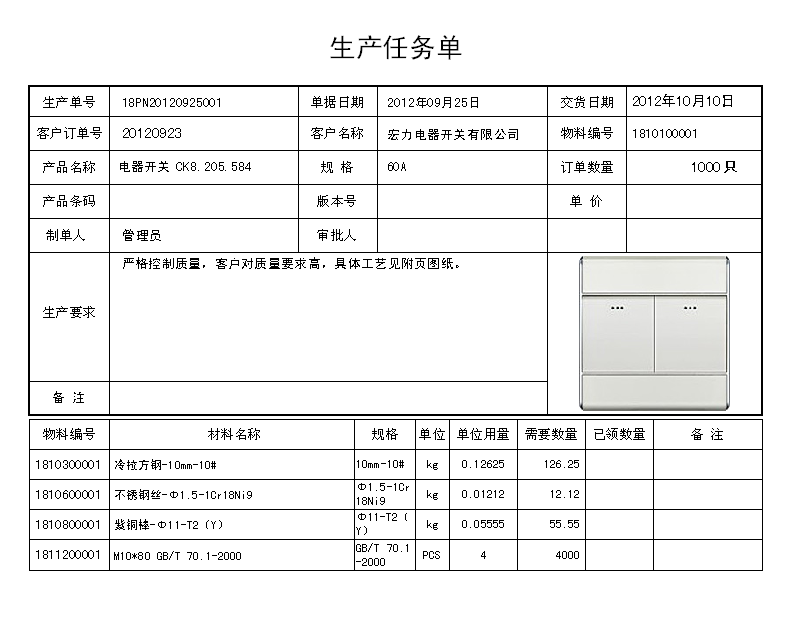 生产任务单
生产单号 18PN20120925001 单据日期 2012年09月25日 交货日期 2012年10月10日
客户订单号 20120923 客户名称 宏力电器开关有限公司 物料编号 1810100001
产品名称 电器开关 CK8.205.584 规 格 60A 订单数量 1000 只
产品条码 版本号 单 价
制单人 管理员 审批人
生产要求 严格控制质量，客户对质量要求高，具体工艺见附页图纸。
备 注
物料编号 材料名称 规格 单位 单位用量 需要数量 已领数量 备 注
1810300001 冷拉方钢-10mm-10# 10mm-10# kg 0.12625 126.25
1810600001 不锈钢丝-Φ1.5-1Cr18Ni9 Φ1.5-1Cr
18Ni9 kg 0.01212 12.12
1810800001 紫铜棒-Φ11-T2（Y） Φ11-T2（
Y） kg 0.05555 55.55
1811200001 M10*80 GB/T 70.1-2000 GB/T 70.1
-2000 PCS 4 4000